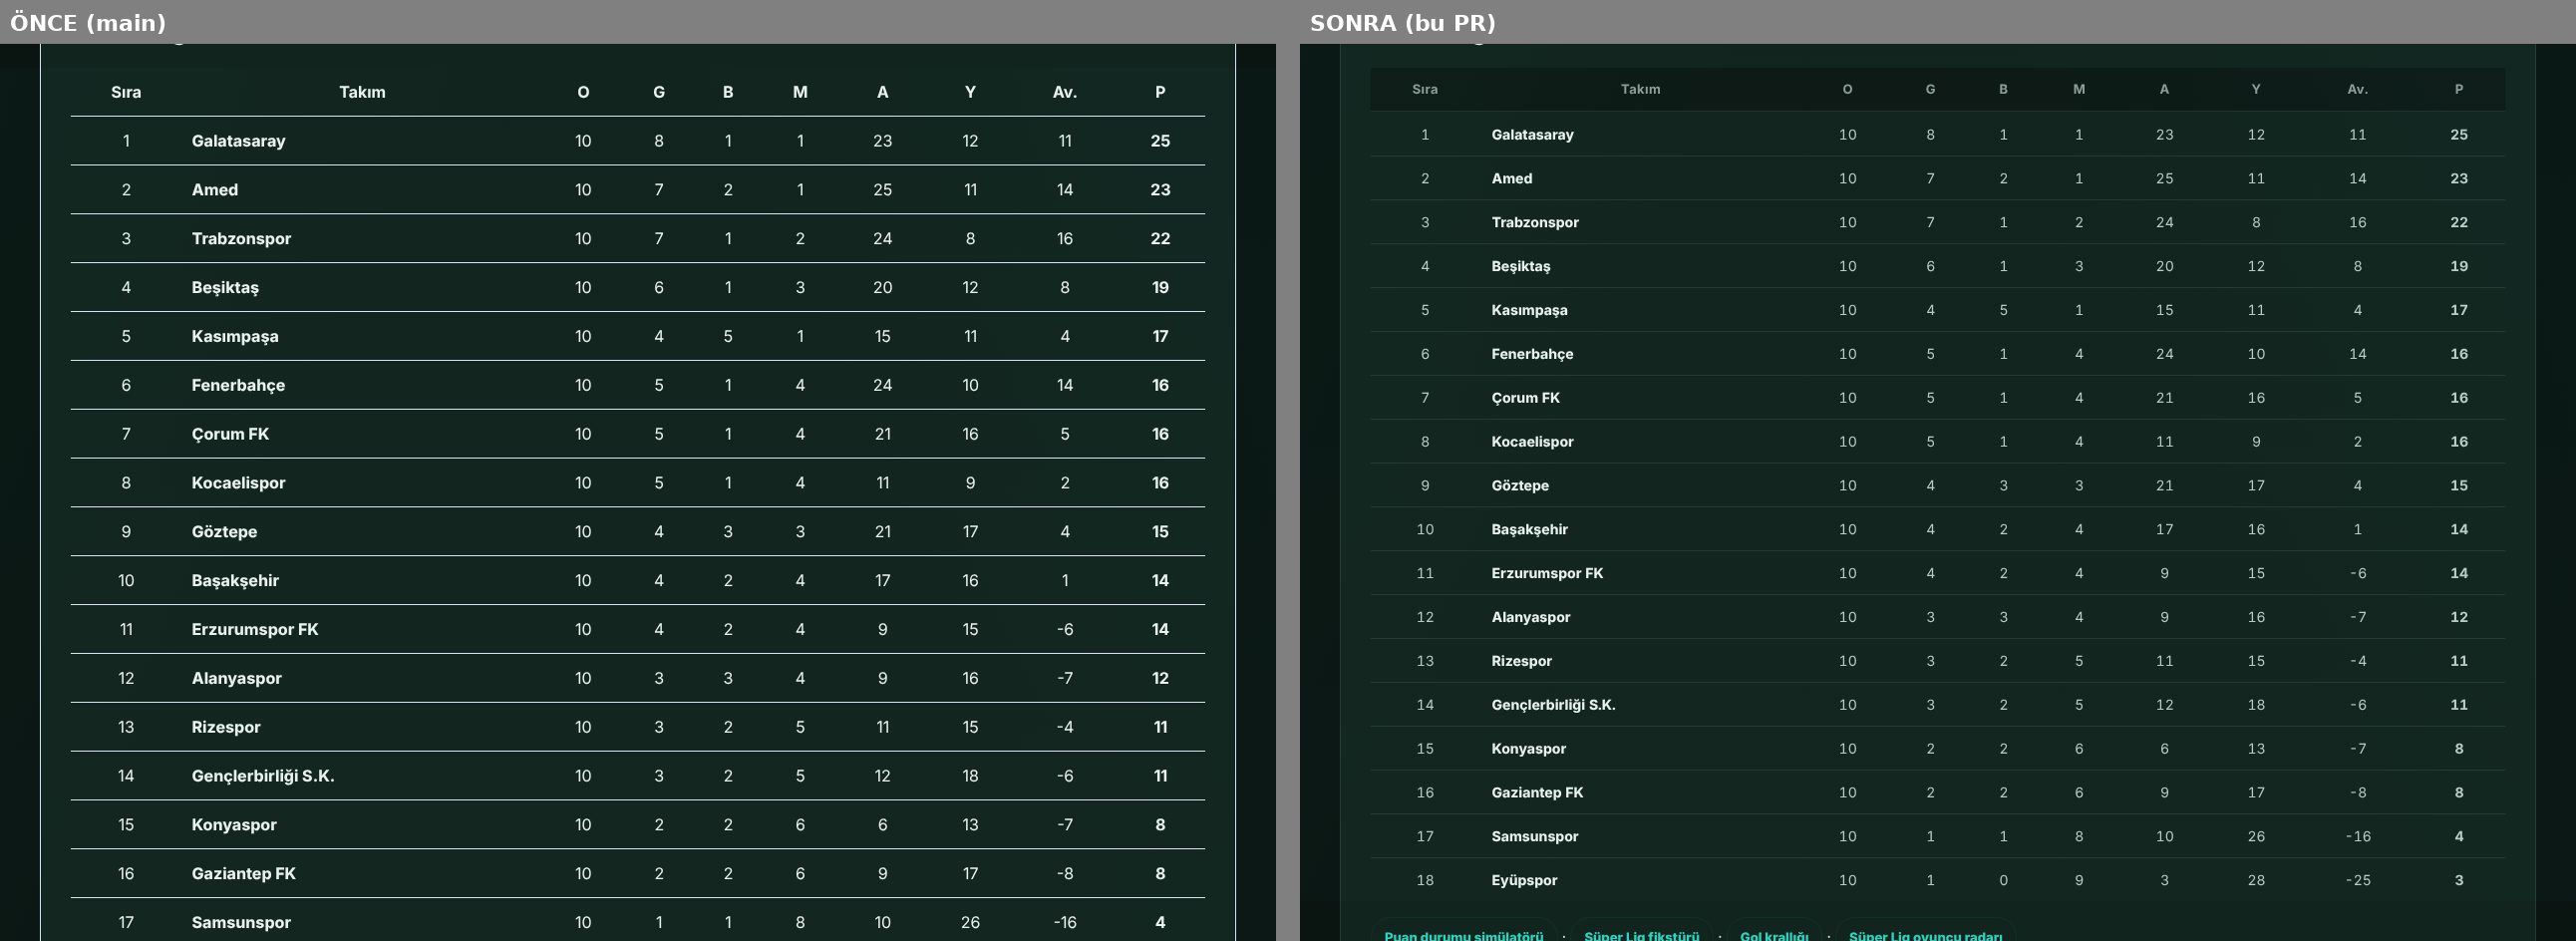 ÖNCE (main)
Sıra Takım O G B M A Y Av. P
1 Galatasaray 10 8 1 1 23 12 11 25
2 Amed 10 7 2 1 25 11 14 23
3 Trabzonspor 10 7 1 2 24 8 16 22
4 Beşiktaş 10 6 1 3 20 12 8 19
5 Kasımpaşa 10 4 5 1 15 11 4 17
6 Fenerbahçe 10 5 1 4 24 10 14 16
7 Çorum FK 10 5 1 4 21 16 5 16
8 Kocaelispor 10 5 1 4 11 9 2 16
9 Göztepe 10 4 3 3 21 17 4 15
10 Başakşehir 10 4 2 4 17 16 1 14
11 Erzurumspor FK 10 4 2 4 9 15 -6 14
12 Alanyaspor 10 3 3 4 9 16 -7 12
13 Rizespor 10 3 2 5 11 15 -4 11
14 Gençlerbirliği S.K. 10 3 2 5 12 18 -6 11
15 Konyaspor 10 2 2 6 6 13 -7 8
16 Gaziantep FK 10 2 2 6 9 17 -8 8
17 Samsunspor 10 1 1 8 10 26 -16 4
SONRA (bu PR)
Sıra Takım O G B M A Y Av. P
1 Galatasaray 10 8 1 1 23 12 11 25
2 Amed 10 7 2 1 25 11 14 23
3 Trabzonspor 10 7 1 2 24 8 16 22
4 Beşiktaş 10 6 1 3 20 12 8 19
5 Kasımpaşa 10 4 5 1 15 11 4 17
6 Fenerbahçe 10 5 1 4 24 10 14 16
7 Çorum FK 10 5 1 4 21 16 5 16
8 Kocaelispor 10 5 1 4 11 9 2 16
9 Göztepe 10 4 3 3 21 17 4 15
10 Başakşehir 10 4 2 4 17 16 1 14
11 Erzurumspor FK 10 4 2 4 9 15 -6 14
12 Alanyaspor 10 3 3 4 9 16 -7 12
13 Rizespor 10 3 2 5 11 15 -4 11
14 Gençlerbirliği S.K. 10 3 2 5 12 18 -6 11
15 Konyaspor 10 2 2 6 6 13 -7 8
16 Gaziantep FK 10 2 2 6 9 17 -8 8
17 Samsunspor 10 1 1 8 10 26 -16 4
18 Eyüpspor 10 1 0 9 3 28 -25 3
Puan durumu simülatörü · Süper Lig fikstürü · Gol krallığı · Süper Lig oyuncu radarı